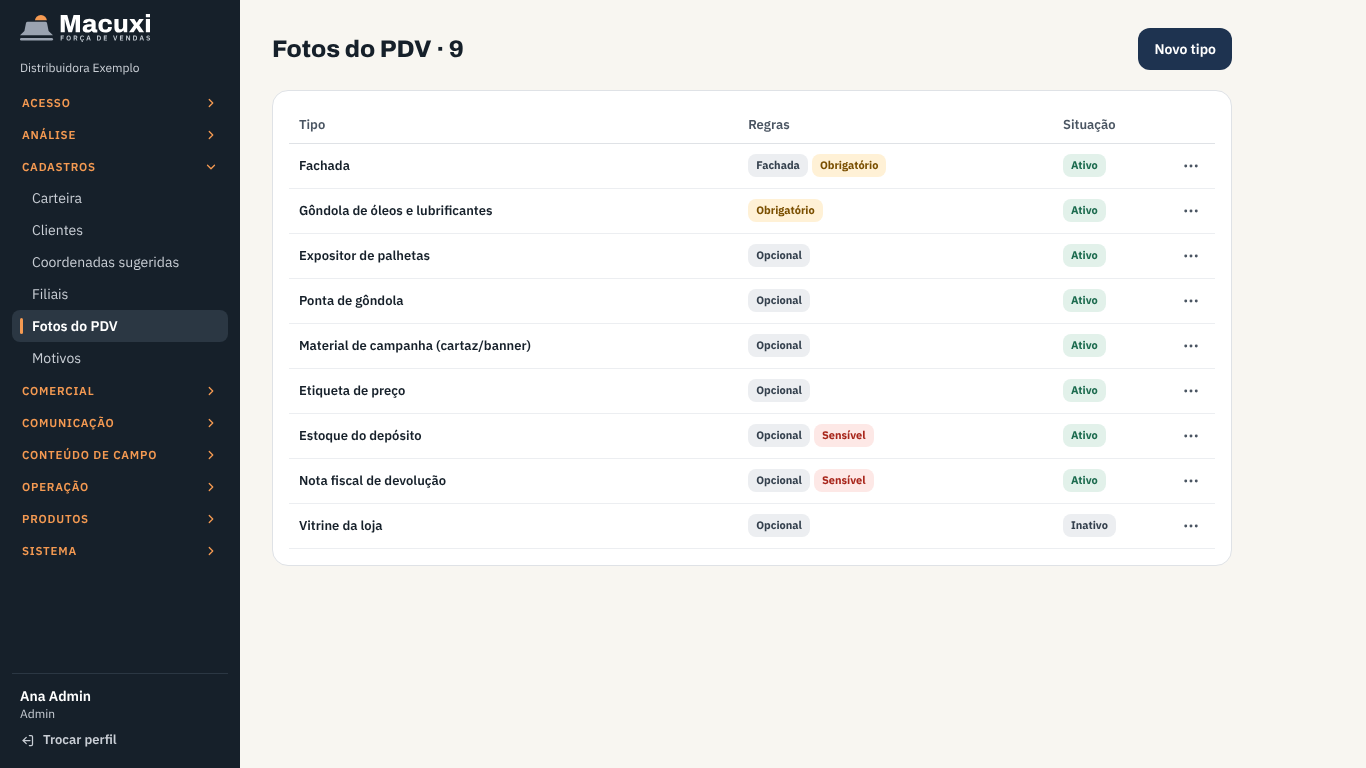 Macuxi
FORÇA DE VENDAS
Distribuidora Exemplo
ACESSO
ANÁLISE
CADASTROS
Carteira
Clientes
Coordenadas sugeridas
Filiais
Fotos do PDV
Motivos
COMERCIAL
COMUNICAÇÃO
CONTEÚDO DE CAMPO
OPERAÇÃO
PRODUTOS
SISTEMA
Ana Admin
Admin
Trocar perfil
Fotos do PDV · 9
Novo tipo
Tipo Regras Situação
Fachada Fachada Obrigatório Ativo
Gôndola de óleos e lubrificantes Obrigatório Ativo
Expositor de palhetas Opcional Ativo
Ponta de gôndola Opcional Ativo
Material de campanha (cartaz/banner) Opcional Ativo
Etiqueta de preço Opcional Ativo
Estoque do depósito Opcional Sensível Ativo
Nota fiscal de devolução Opcional Sensível Ativo
Vitrine da loja Opcional Inativo